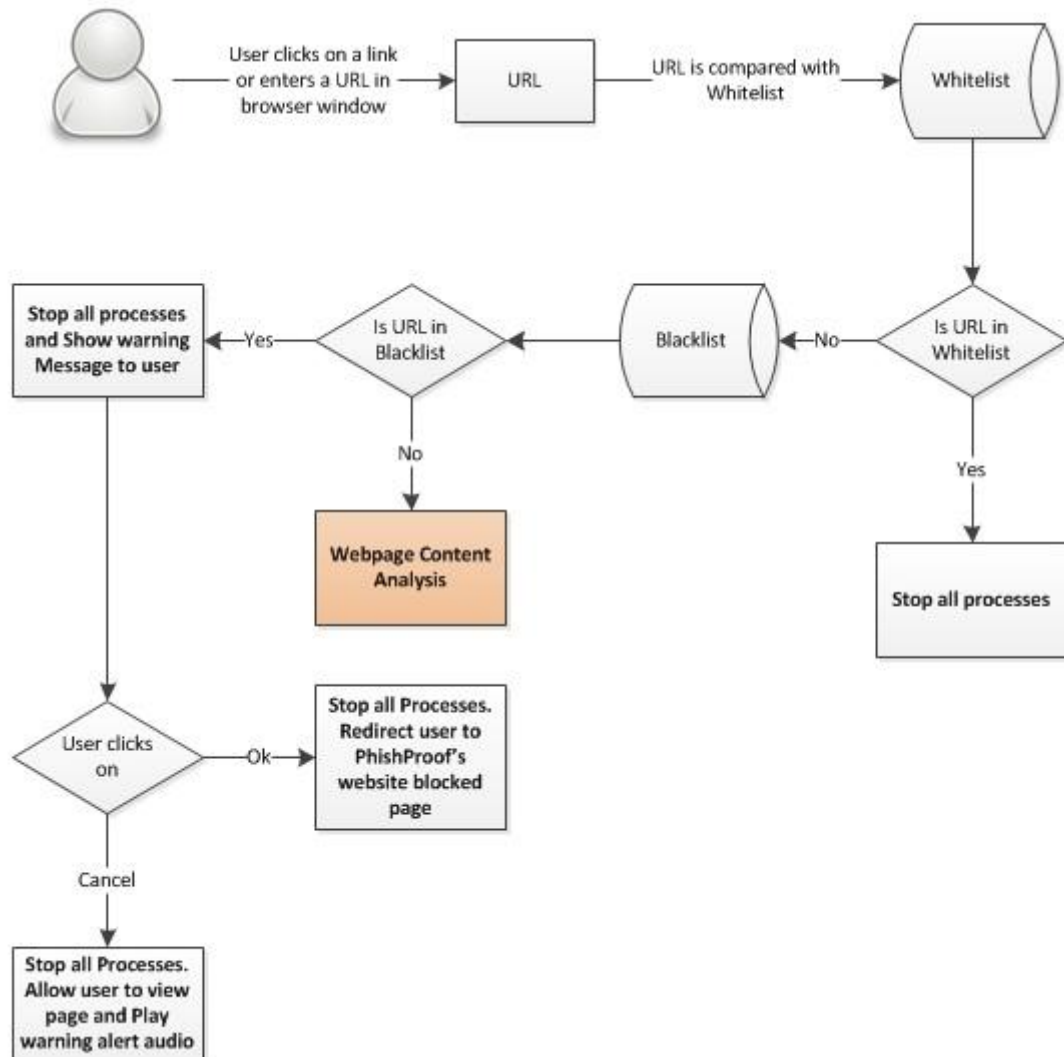 User clicks on a link
or enters a URL in
browser window
URL
URL is compared with
Whitelist
Whitelist
Stop all processes
and Show warning
Message to user
Yes
Is URL in
Blacklist
Blacklist
No
Is URL in
Whitelist
No
Yes
Webpage Content
Analysis
Stop all processes
User clicks
on
Ok
Stop all Processes.
Redirect user to
PhishProof's
website blocked
page
Cancel
Stop all Processes.
Allow user to view
page and Play
warning alert audio